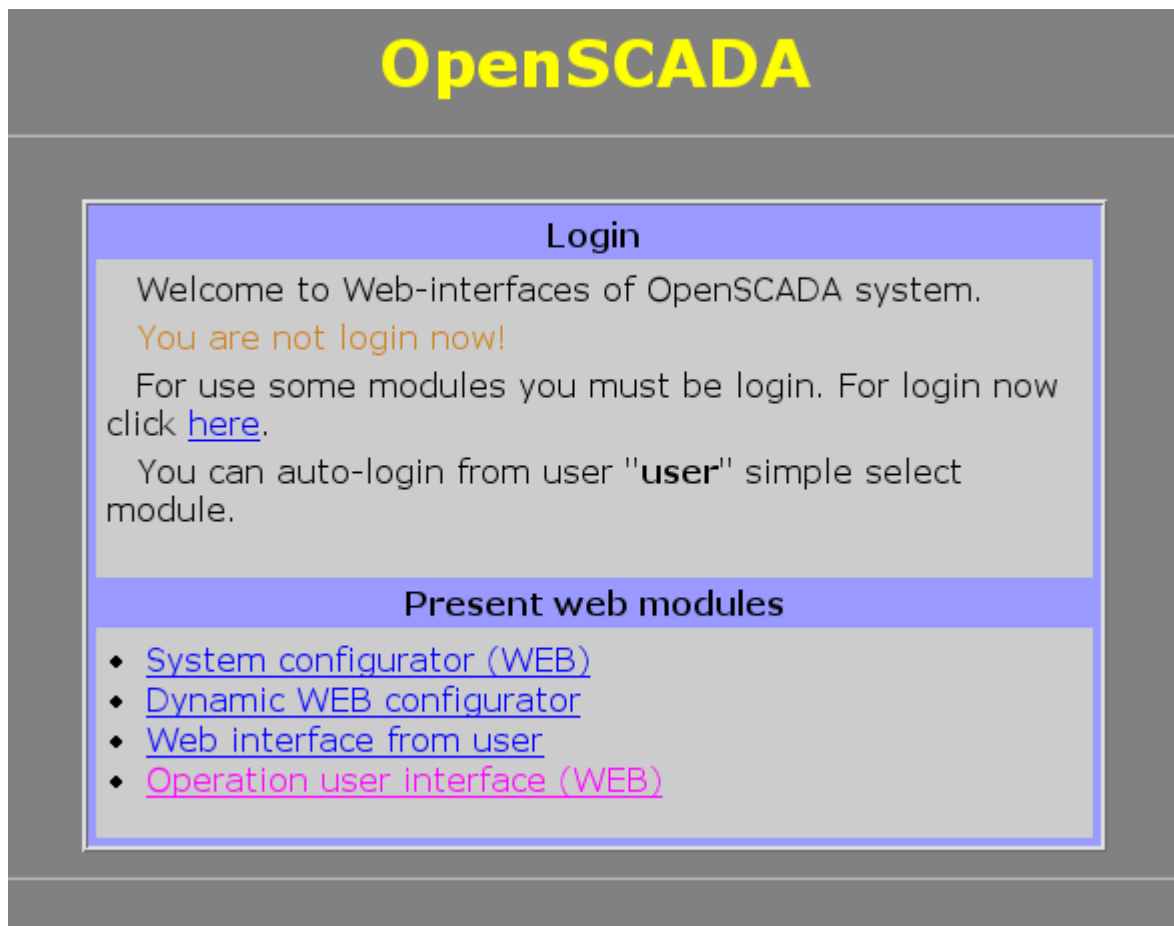 OpenSCADA
Login
Welcome to Web-interfaces of OpenSCADA system.
You are not login now!
For use some modules you must be login. For login now
click here.
You can auto-login from user "user" simple select
module.
Present web modules
System configurator (WEB)
Dynamic WEB configurator
Web interface from user
Operation user interface (WEB)